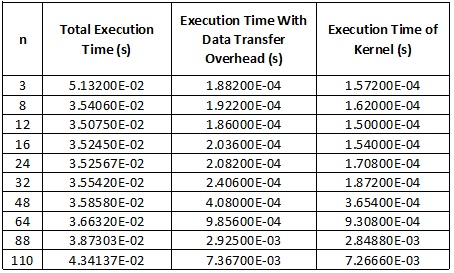 n Total Execution Time (s) Execution Time With Data Transfer Overhead (s) Execution Time of Kernel (s)
3 5.13200E-02 1.88200E-04 1.57200E-04
8 3.54060E-02 1.92200E-04 1.62000E-04
12 3.50750E-02 1.86000E-04 1.50000E-04
16 3.52450E-02 2.03600E-04 1.54000E-04
24 3.52567E-02 2.08200E-04 1.70800E-04
32 3.55420E-02 2.40600E-04 1.87200E-04
48 3.58580E-02 4.08000E-04 3.65400E-04
64 3.66320E-02 9.85600E-04 9.30800E-04
88 3.87303E-02 2.92500E-03 2.84880E-03
110 4.34137E-02 7.36700E-03 7.26660E-03